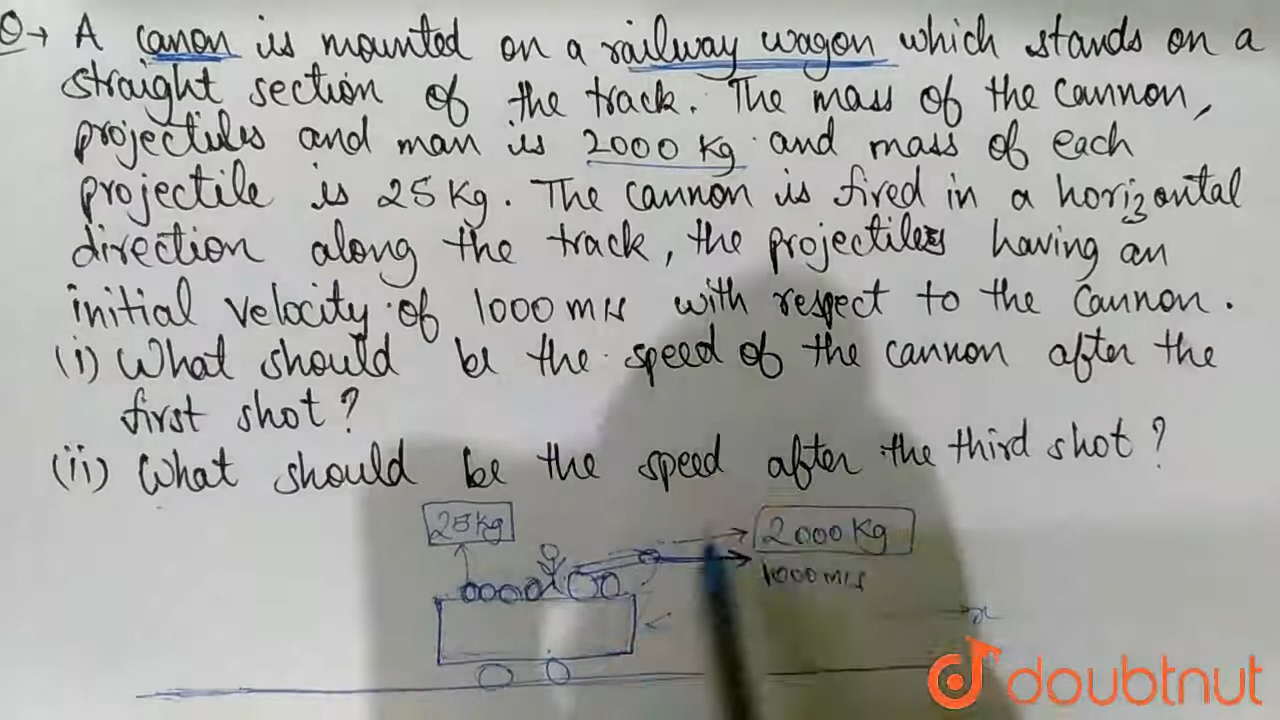 Q→ A canon is mounted on a railway wagon which stands on a
straight section of the track. The mass of the cannon,
projectiles and man is 2000 Kg and mass of each
projectile is 25 Kg. The cannon is fired in a horizontal
direction along the track, the projectiles having an
initial velocity of 1000 m/s with respect to the cannon.
(i) What should be the speed of the cannon after the
first shot?
(ii) What should be the speed after the third shot?
25kg
2000 Kg
1000 m/s
x
doubtnut